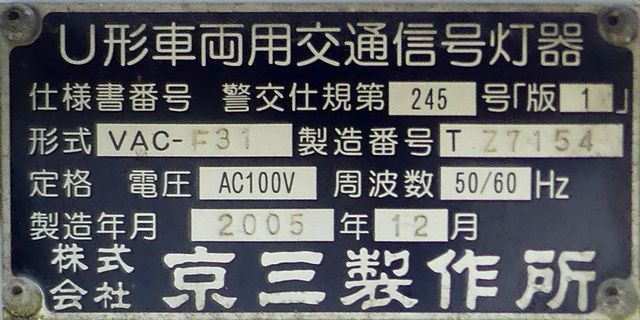 U形車両用交通信号灯器
仕様書番号 警交仕規第 245 号「版 1 」
形式 VAC-F31 製造番号 T Z7154
定格 電圧 AC100V 周波数 50/60 Hz
製造年月 2005 年 12 月
株式会社 京三製作所